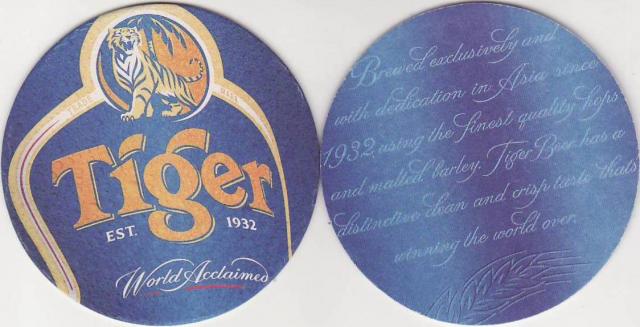 TRADE MARK
Tiger
EST. 1932
World Acclaimed
Brewed exclusively and
with dedication in Asia since
1932, using the finest quality hops
and malted barley. Tiger Beer has a
distinctive clean and crisp taste that's
winning the world over.